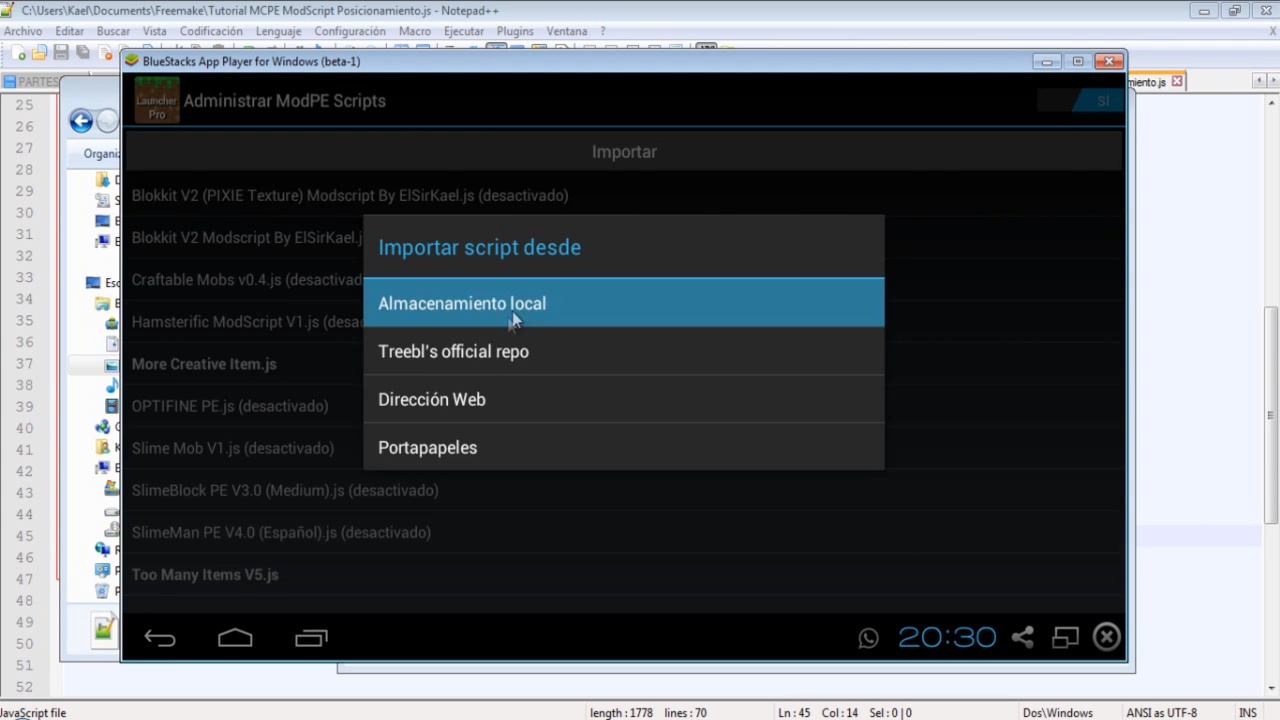 C:\Users\Kael\Documents\Freemake\Tutorial MCPE ModScript Posicionamiento.js - Notepad++
Archivo Editar Buscar Vista Codificación Lenguaje Configuración Macro Ejecutar Plugins Ventana ? X
BlueStacks App Player for Windows (beta-1)
PARTES
miento.js
Launcher
Pro
Administrar ModPE Scripts
SÍ
Organi
Importar
Blokkit V2 (PIXIE Texture) Modscript By ElSirKael.js (desactivado)
Blokkit V2 Modscript By ElSirKael.j
Craftable Mobs v0.4.js (desactivad
Hamsterific ModScript V1.js (desa
More Creative Item.js
OPTIFINE PE.js (desactivado)
Slime Mob V1.js (desactivado)
SlimeBlock PE V3.0 (Medium).js (desactivado)
SlimeMan PE V4.0 (Español).js (desactivado)
Too Many Items V5.js
Importar script desde
Almacenamiento local
Treebl's official repo
Dirección Web
Portapapeles
Esc
20:30
25
26
27
28
29
30
31
32
33
34
35
36
37
38
39
40
41
42
43
44
45
46
47
48
49
50
51
52
JavaScript file
length : 1778 lines : 70
Ln : 45 Col : 14 Sel : 0 | 0
Dos\Windows
ANSI as UTF-8
INS